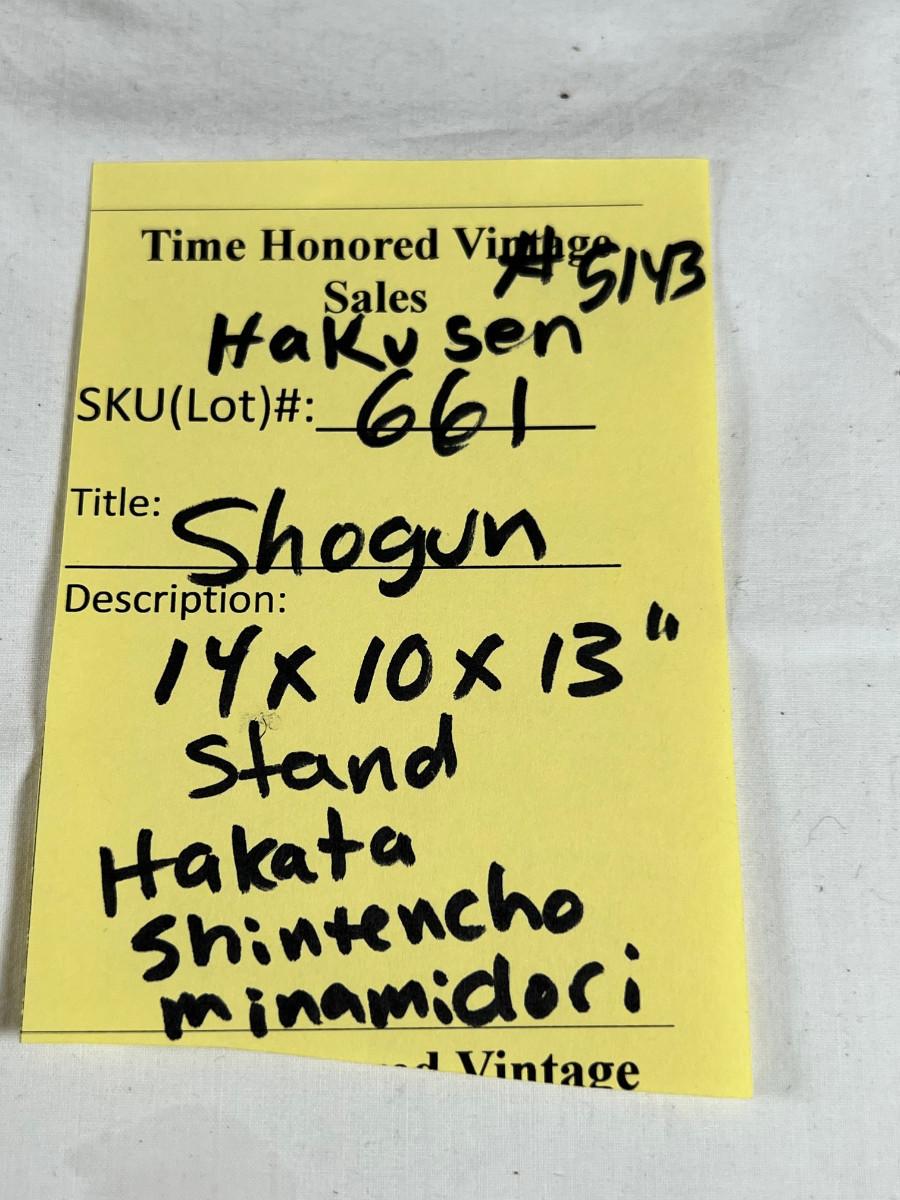 Time Honored Vintage
# 5143
Sales
Hakusen
SKU(Lot)#: 661
Title: Shogun
Description:
14 x 10 x 13"
Stand
Hakata
Shintencho
minamidori
Vintage